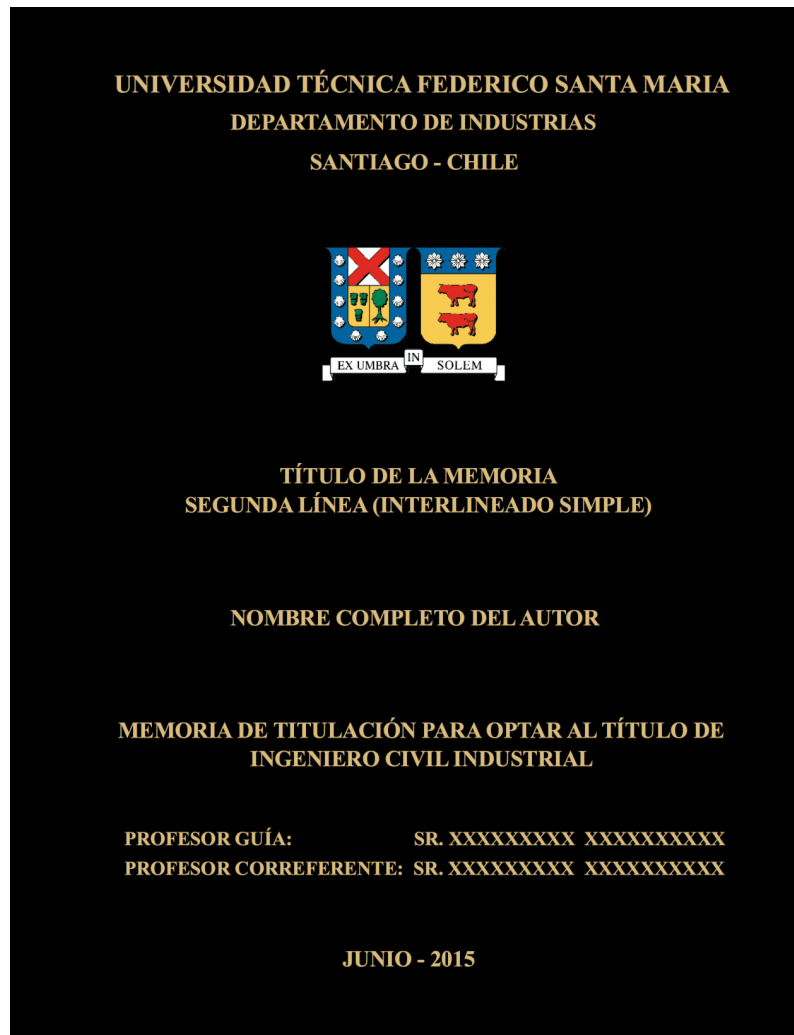 UNIVERSIDAD TÉCNICA FEDERICO SANTA MARIA
DEPARTAMENTO DE INDUSTRIAS
SANTIAGO - CHILE
EX UMBRA IN SOLEM
TÍTULO DE LA MEMORIA
SEGUNDA LÍNEA (INTERLINEADO SIMPLE)
NOMBRE COMPLETO DEL AUTOR
MEMORIA DE TITULACIÓN PARA OPTAR AL TÍTULO DE
INGENIERO CIVIL INDUSTRIAL
PROFESOR GUÍA: SR. XXXXXXXXX XXXXXXXXXX
PROFESOR CORREFERENTE: SR. XXXXXXXXX XXXXXXXXXX
JUNIO - 2015